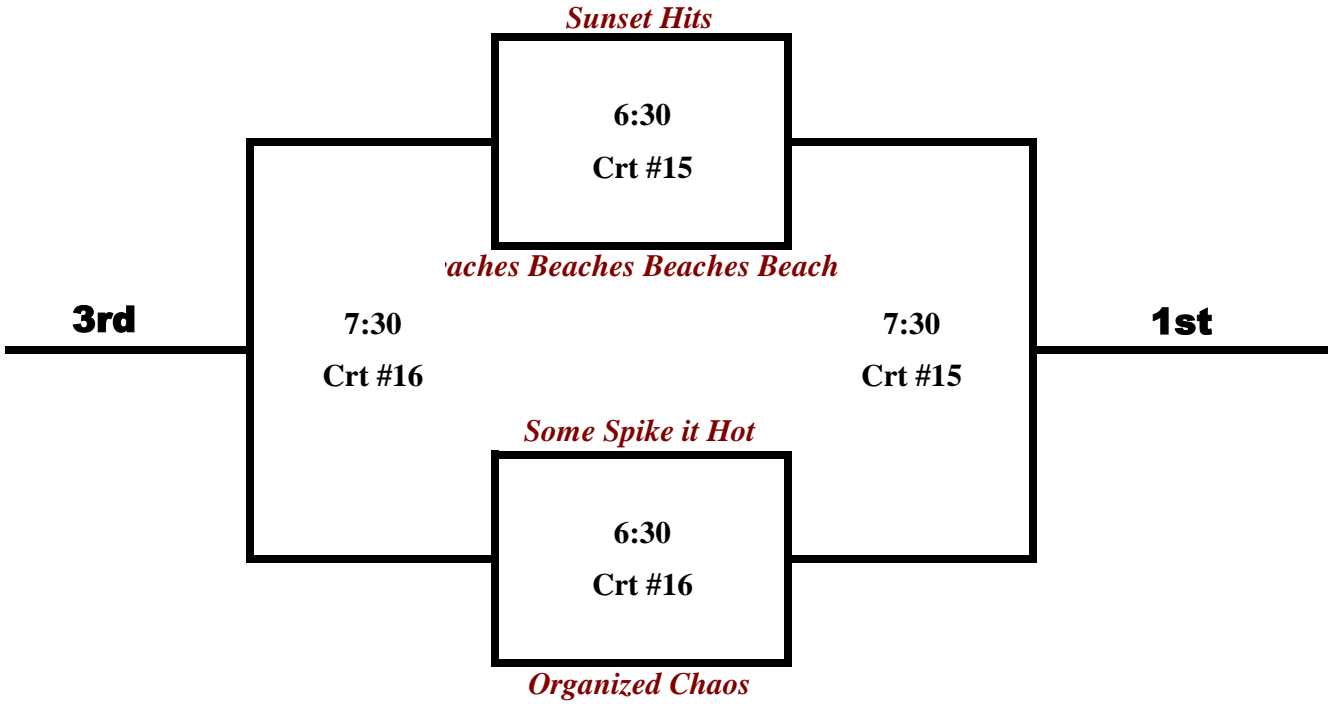 Sunset Hits
6:30
Crt #15
Beaches Beaches Beach
3rd
7:30
7:30
1st
Crt #16
Crt #15
Some Spike it Hot
6:30
Crt #16
Organized Chaos